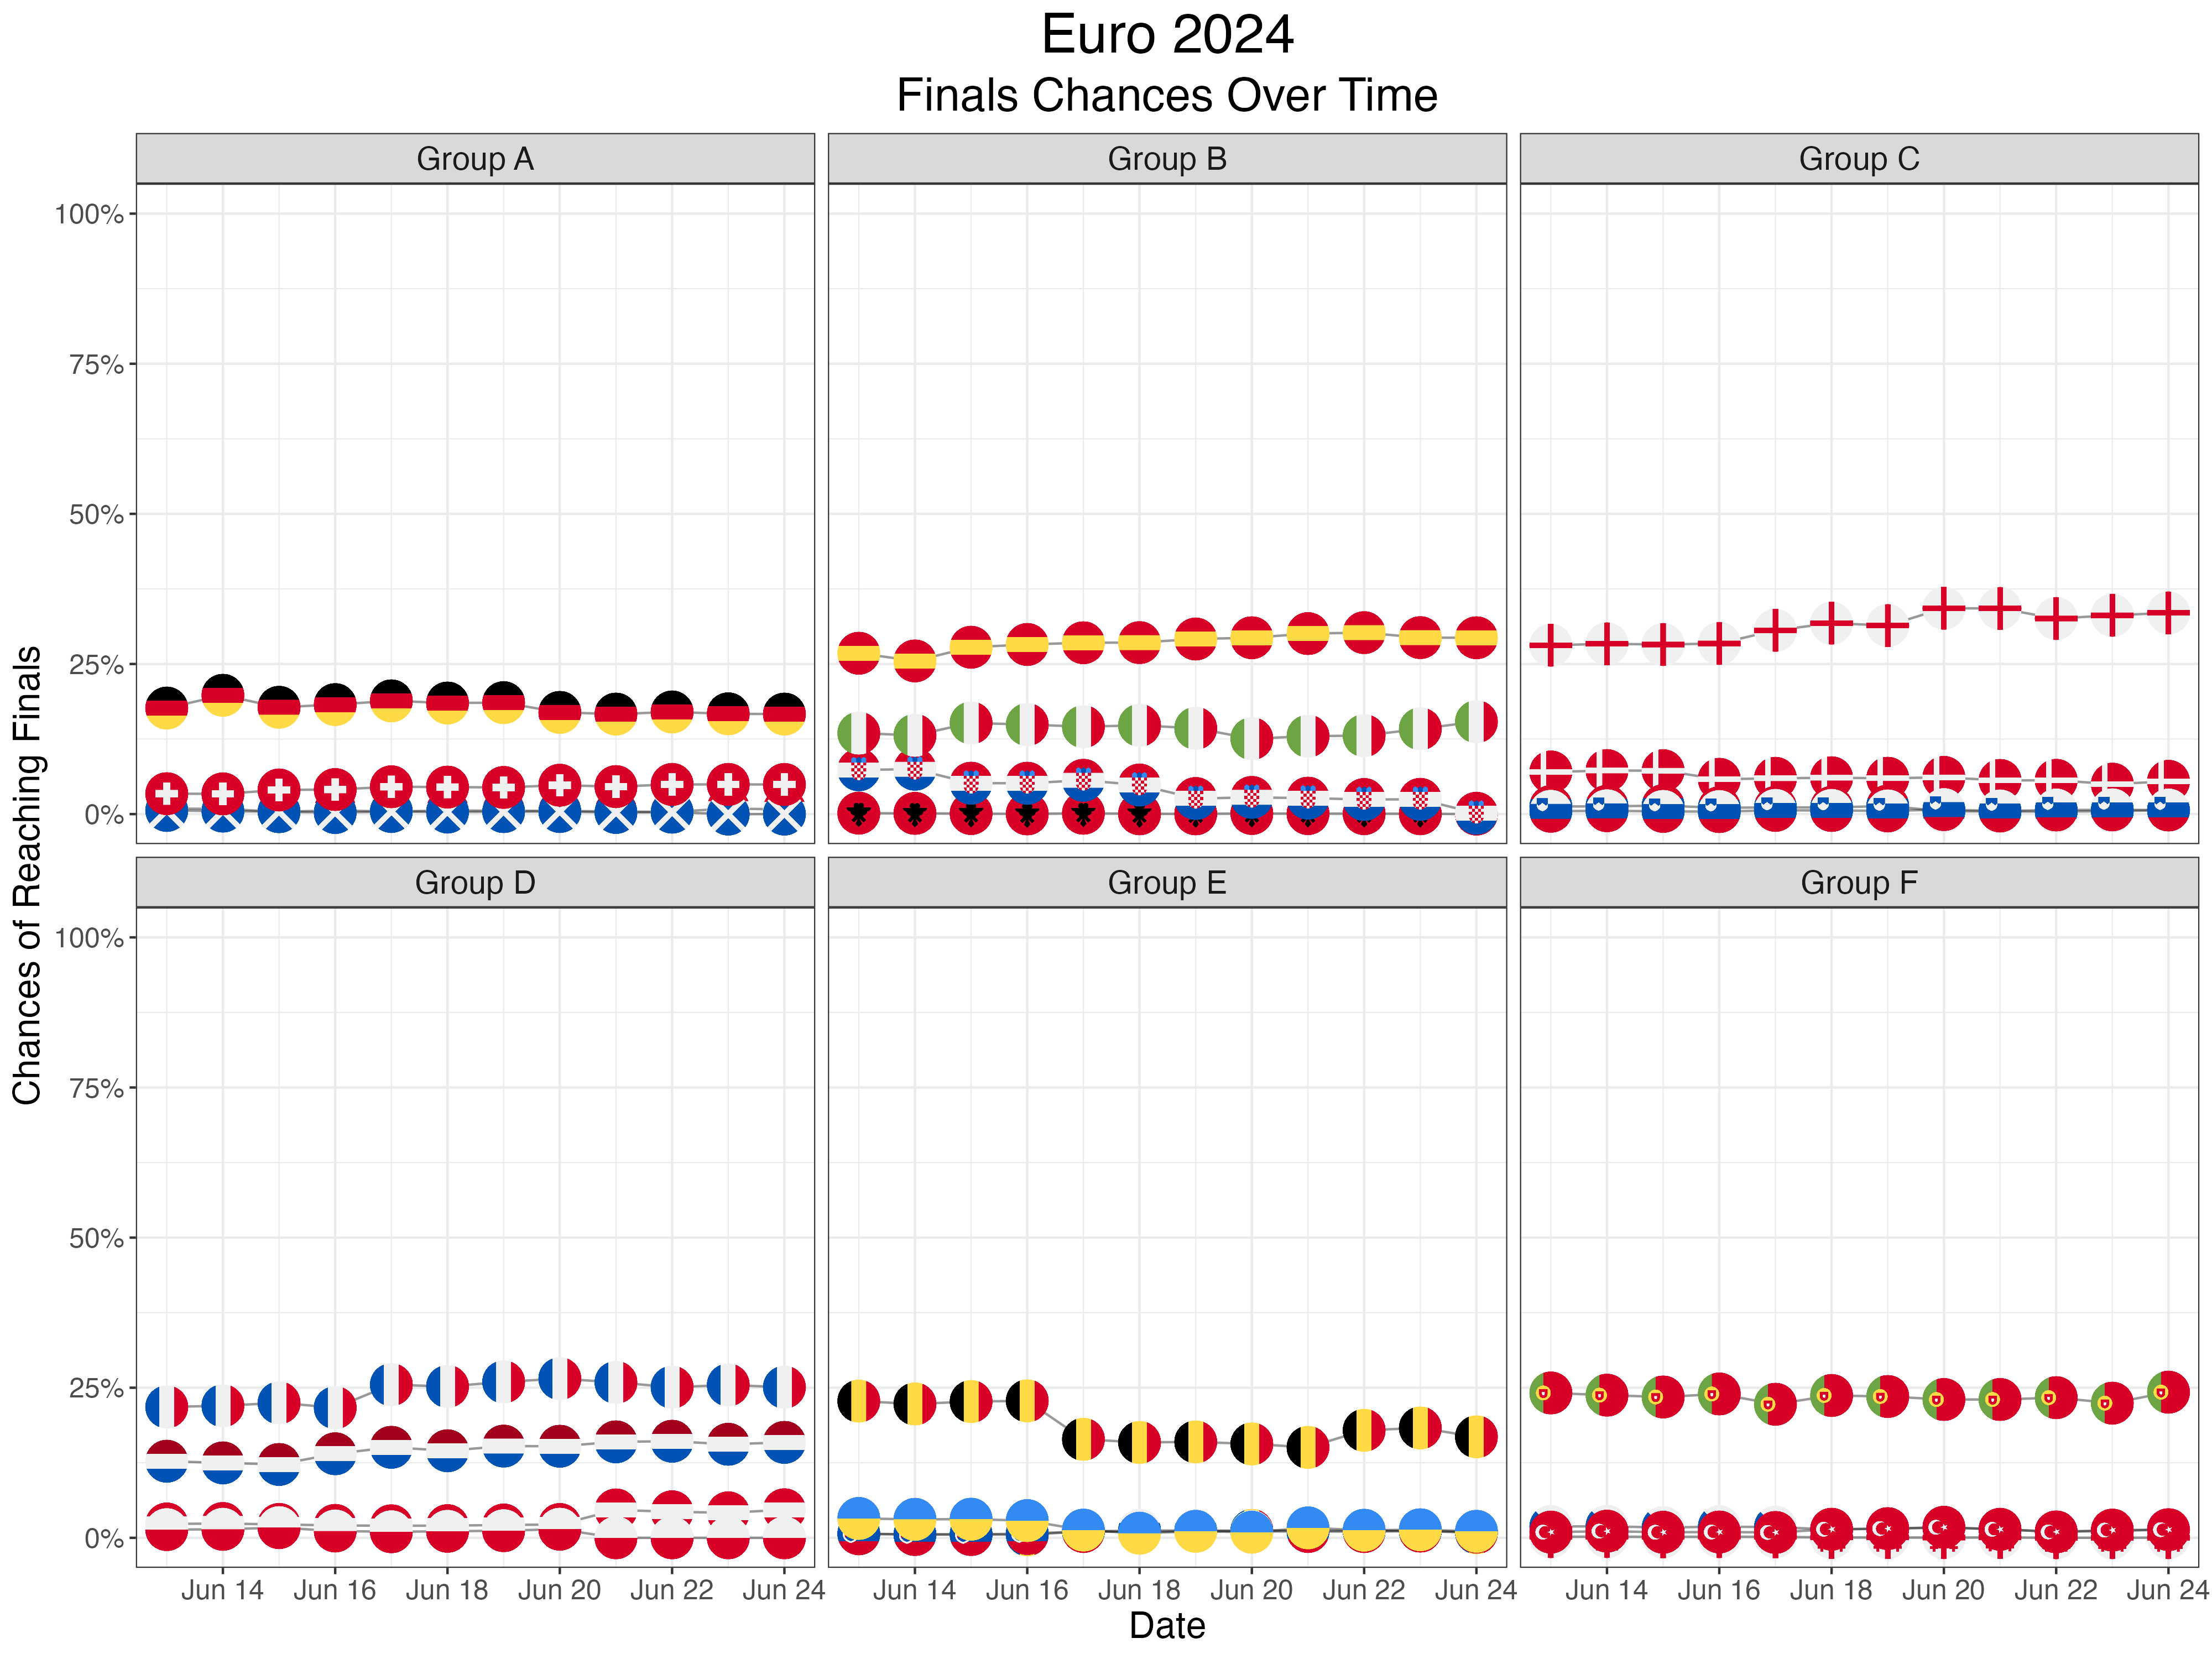 Euro 2024
Finals Chances Over Time
Group A
Group B
Group C
100%
75%
50%
25%
0%
Group D
Group E
Group F
100%
75%
50%
25%
0%
Jun 14 Jun 16 Jun 18 Jun 20 Jun 22 Jun 24
Jun 14 Jun 16 Jun 18 Jun 20 Jun 22 Jun 24
Jun 14 Jun 16 Jun 18 Jun 20 Jun 22 Jun 24
Date
Chances of Reaching Finals